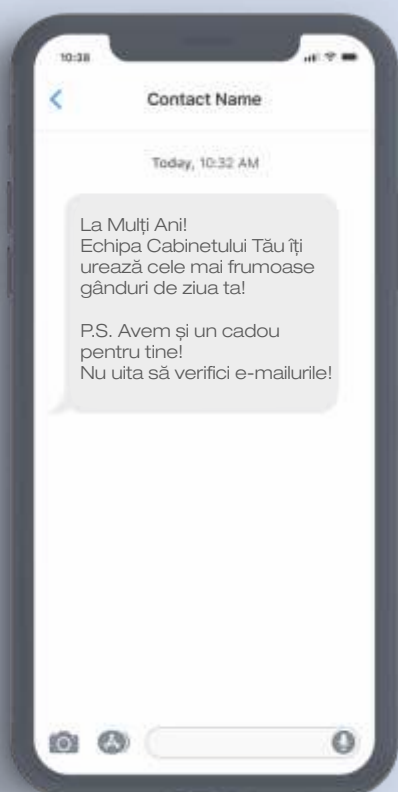 10:38
Contact Name
Today, 10:32 AM
La Mulți Ani!
Echipa Cabinetului Tău îți
urează cele mai frumoase
gânduri de ziua ta!
P.S. Avem și un cadou
pentru tine!
Nu uita să verifici e-mailurile!